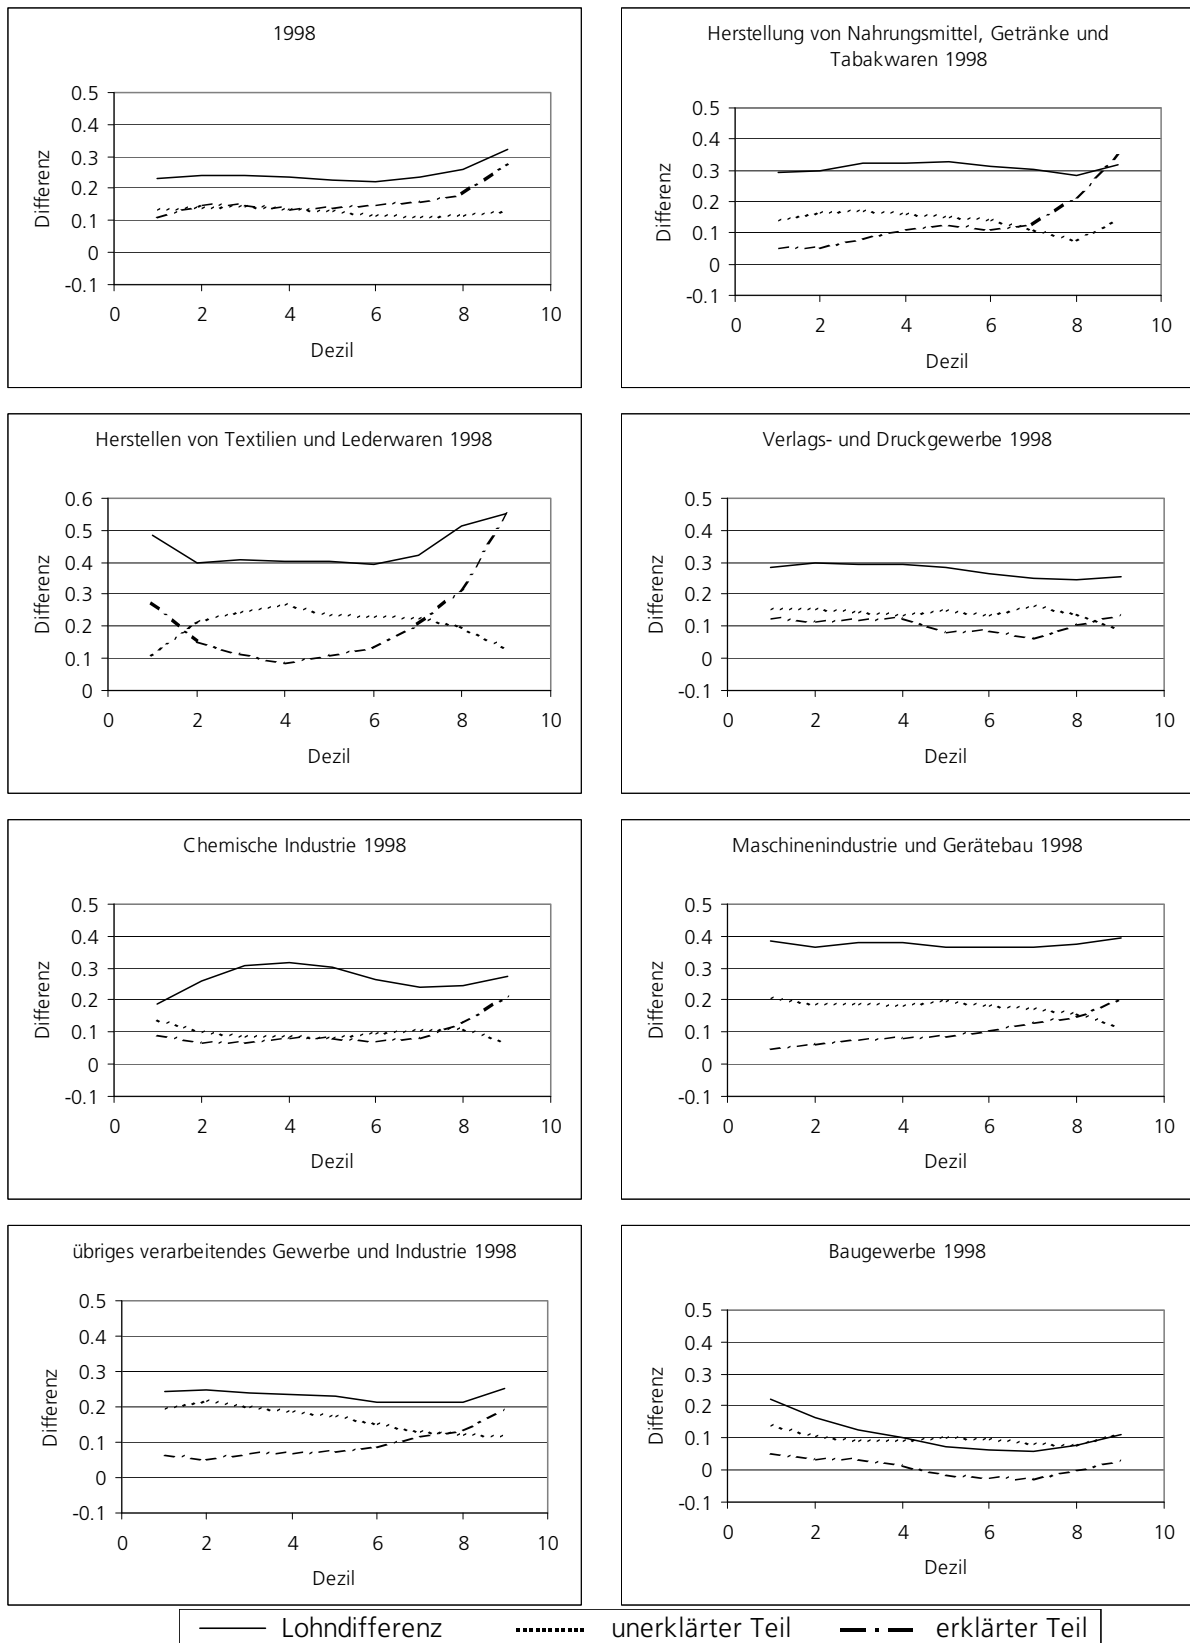 1998
0.5
0.4
0.3
0.2
0.1
0
-0.1
Differenz
0 2 4 6 8 10
Dezil
Herstellung von Nahrungsmittel, Getränke und
Tabakwaren 1998
0.5
0.4
0.3
0.2
0.1
0
-0.1
Differenz
0 2 4 6 8 10
Dezil
Herstellen von Textilien und Lederwaren 1998
0.6
0.5
0.4
0.3
0.2
0.1
0
Differenz
0 2 4 6 8 10
Dezil
Verlags- und Druckgewerbe 1998
0.5
0.4
0.3
0.2
0.1
0
-0.1
Differenz
0 2 4 6 8 10
Dezil
Chemische Industrie 1998
0.5
0.4
0.3
0.2
0.1
0
-0.1
Differenz
0 2 4 6 8 10
Dezil
Maschinenindustrie und Gerätebau 1998
0.5
0.4
0.3
0.2
0.1
0
-0.1
Differenz
0 2 4 6 8 10
Dezil
übriges verarbeitendes Gewerbe und Industrie 1998
0.5
0.4
0.3
0.2
0.1
0
-0.1
Differenz
0 2 4 6 8 10
Dezil
Baugewerbe 1998
0.5
0.4
0.3
0.2
0.1
0
-0.1
Differenz
0 2 4 6 8 10
Dezil
Lohndifferenz unerklärter Teil erklärter Teil